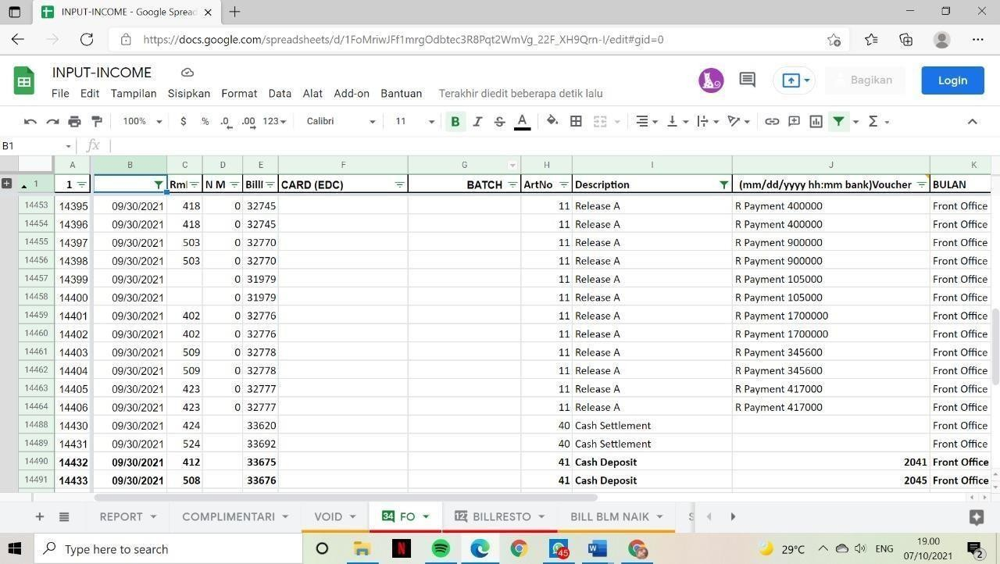 INPUT-INCOME - Google Spread
https://docs.google.com/spreadsheets/d/1FoMriwJFf1mrgOdbtec3R8Pqt2WmVg_22F_XH9Qrn-I/edit#gid=0
INPUT-INCOME
Bagikan
Login
File Edit Tampilan Sisipkan Format Data Alat Add-on Bantuan Terakhir diedit beberapa detik lalu
100% $ % .0 .00 123 Calibri 11 B I S A Σ
B1 fx
A B C D E F G H I J K
1 1 Rml N M Billl CARD (EDC) BATCH ArtNo Description (mm/dd/yyyy hh:mm bank)Voucher BULAN
14453 14395 09/30/2021 418 0 32745 11 Release A R Payment 400000 Front Office
14454 14396 09/30/2021 418 0 32745 11 Release A R Payment 400000 Front Office
14455 14397 09/30/2021 503 0 32770 11 Release A R Payment 900000 Front Office
14456 14398 09/30/2021 503 0 32770 11 Release A R Payment 900000 Front Office
14457 14399 09/30/2021 0 31979 11 Release A R Payment 105000 Front Office
14458 14400 09/30/2021 0 31979 11 Release A R Payment 105000 Front Office
14459 14401 09/30/2021 402 0 32776 11 Release A R Payment 1700000 Front Office
14460 14402 09/30/2021 402 0 32776 11 Release A R Payment 1700000 Front Office
14461 14403 09/30/2021 509 0 32778 11 Release A R Payment 345600 Front Office
14462 14404 09/30/2021 509 0 32778 11 Release A R Payment 345600 Front Office
14463 14405 09/30/2021 423 0 32777 11 Release A R Payment 417000 Front Office
14464 14406 09/30/2021 423 0 32777 11 Release A R Payment 417000 Front Office
14488 14430 09/30/2021 424 33620 40 Cash Settlement Front Office
14489 14431 09/30/2021 524 33692 40 Cash Settlement Front Office
14490 14432 09/30/2021 412 33675 41 Cash Deposit 2041 Front Office
14491 14433 09/30/2021 508 33676 41 Cash Deposit 2045 Front Office
REPORT COMPLIMENTARI VOID 34 FO 12 BILLRESTO BILL BLM NAIK S
Type here to search
45
29°C
ENG
19.00
07/10/2021
2